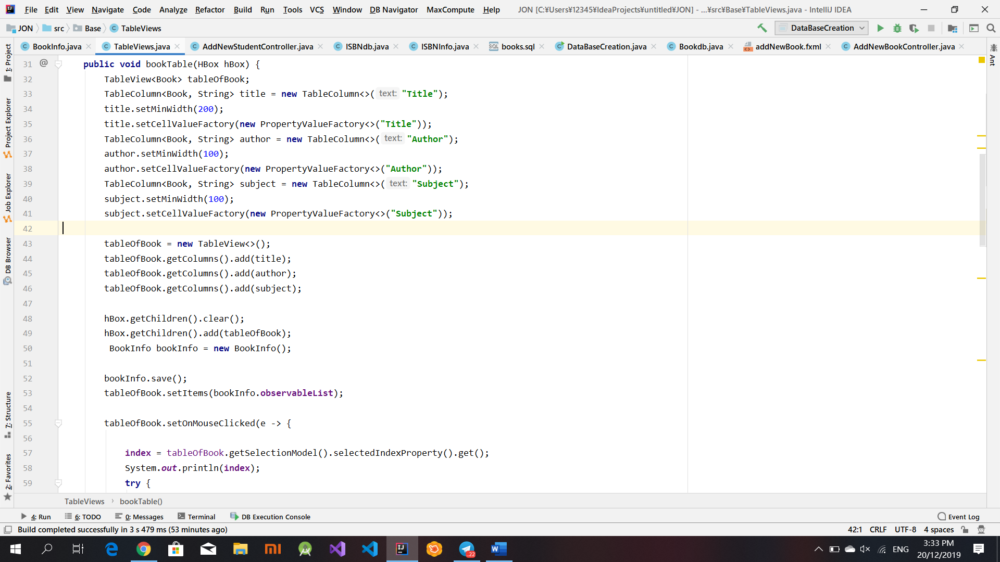 File Edit View Navigate Code Analyze Refactor Build Run Tools VCS Window DB Navigator MaxCompute Help JON [C:¥Users¥12345¥IdeaProjects¥untitled¥JON] - ...¥src¥Base¥TableViews.java - IntelliJ IDEA
JON src Base TableViews DataBaseCreation
BookInfo.java TableViews.java AddNewStudentController.java ISBNdb.java ISBNInfo.java books.sql DataBaseCreation.java Bookdb.java addNewBook.fxml AddNewBookController.java
1: Project
Project Explorer
Job Explorer
DB Browser
7: Structure
2: Favorites
Ant
31 @ public void bookTable(HBox hBox) {
32 TableView<Book> tableOfBook;
33 TableColumn<Book, String> title = new TableColumn<>( text: "Title");
34 title.setMinWidth(200);
35 title.setCellValueFactory(new PropertyValueFactory<>("Title"));
36 TableColumn<Book, String> author = new TableColumn<>( text: "Author");
37 author.setMinWidth(100);
38 author.setCellValueFactory(new PropertyValueFactory<>("Author"));
39 TableColumn<Book, String> subject = new TableColumn<>( text: "Subject");
40 subject.setMinWidth(100);
41 subject.setCellValueFactory(new PropertyValueFactory<>("Subject"));
42
43 tableOfBook = new TableView<>();
44 tableOfBook.getColumns().add(title);
45 tableOfBook.getColumns().add(author);
46 tableOfBook.getColumns().add(subject);
47
48 hBox.getChildren().clear();
49 hBox.getChildren().add(tableOfBook);
50 BookInfo bookInfo = new BookInfo();
51
52 bookInfo.save();
53 tableOfBook.setItems(bookInfo.observableList);
54
55 tableOfBook.setOnMouseClicked(e -> {
56
57 index = tableOfBook.getSelectionModel().selectedIndexProperty().get();
58 System.out.println(index);
59 try {
TableViews › bookTable()
4: Run 6: TODO 0: Messages Terminal DB Execution Console Event Log
Build completed successfully in 3 s 479 ms (53 minutes ago) 42:1 CRLF UTF-8 4 spaces
ENG 3:33 PM
20/12/2019